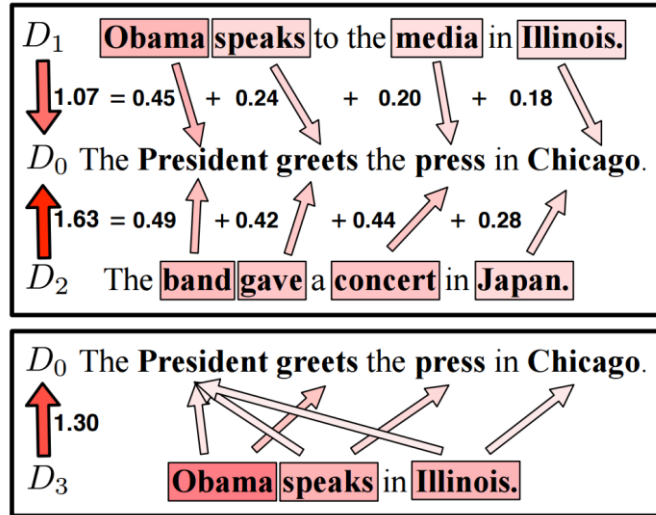 D₁ Obama speaks to the media in Illinois.
1.07 = 0.45 + 0.24 + 0.20 + 0.18
D₀ The President greets the press in Chicago.
1.63 = 0.49 + 0.42 + 0.44 + 0.28
D₂ The band gave a concert in Japan.
D₀ The President greets the press in Chicago.
1.30
D₃ Obama speaks in Illinois.